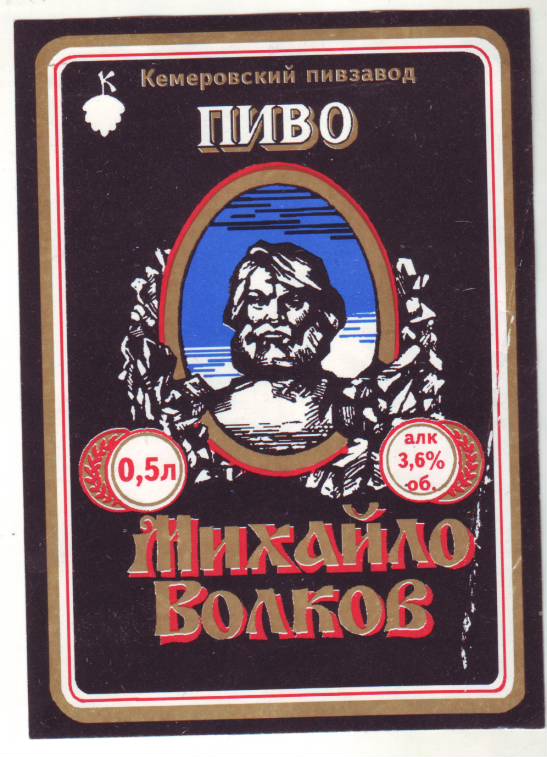 К
Кемеровский пивзавод
ПИВО
0,5л
алк
3,6%
об.
Михайло
Волков